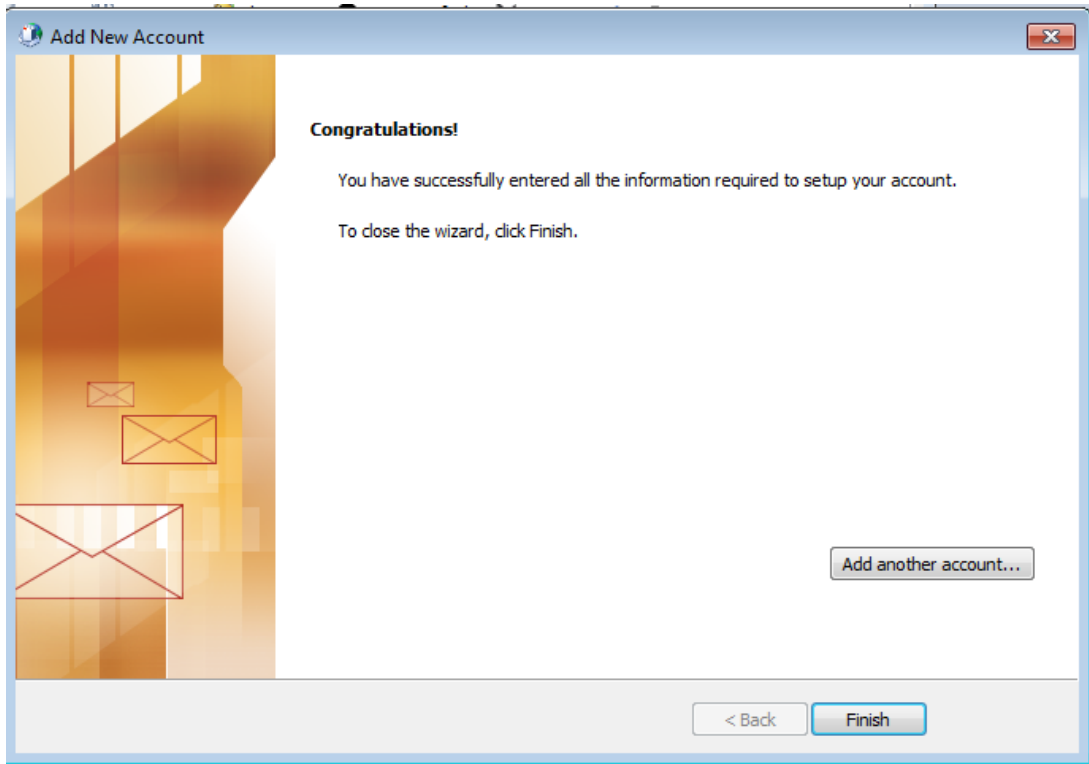 Add New Account
Congratulations!
You have successfully entered all the information required to setup your account.
To close the wizard, click Finish.
Add another account...
< Back
Finish